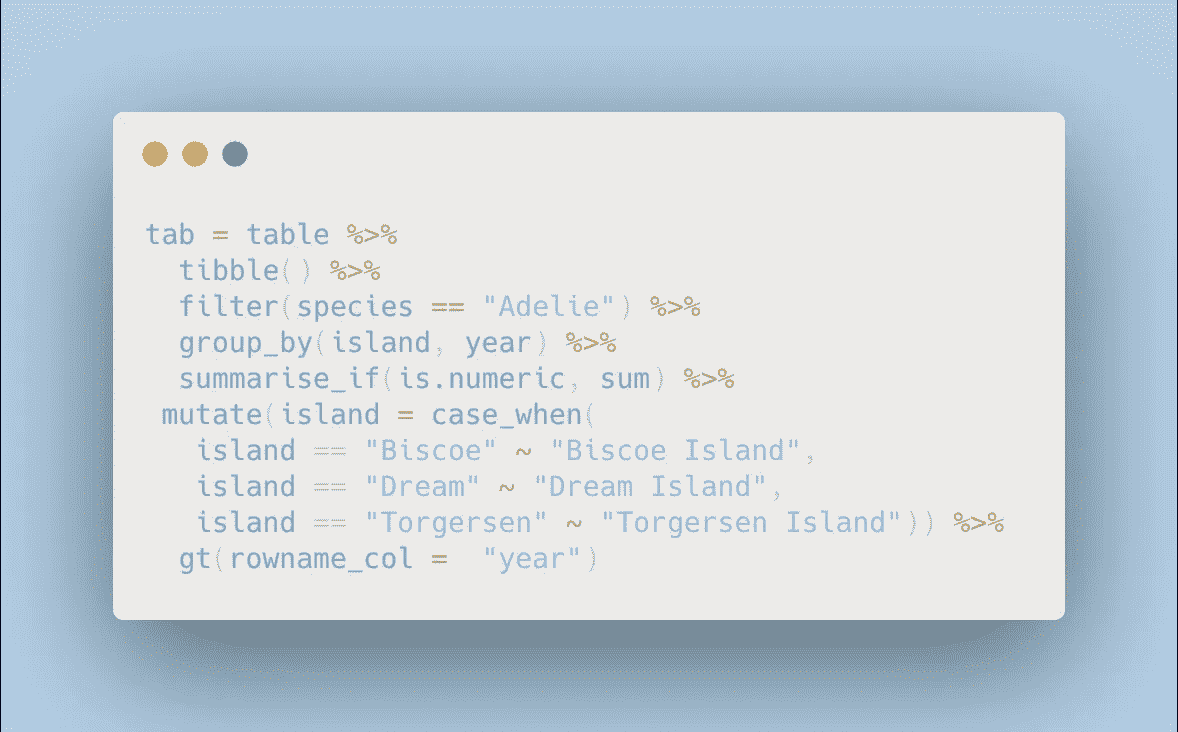 tab = table %>%
  tibble() %>%
  filter(species == "Adelie") %>%
  group_by(island, year) %>%
  summarise_if(is.numeric, sum) %>%
 mutate(island = case_when(
   island == "Biscoe" ~ "Biscoe Island",
   island == "Dream" ~ "Dream Island",
   island == "Torgersen" ~ "Torgersen Island")) %>%
  gt(rowname_col =  "year")